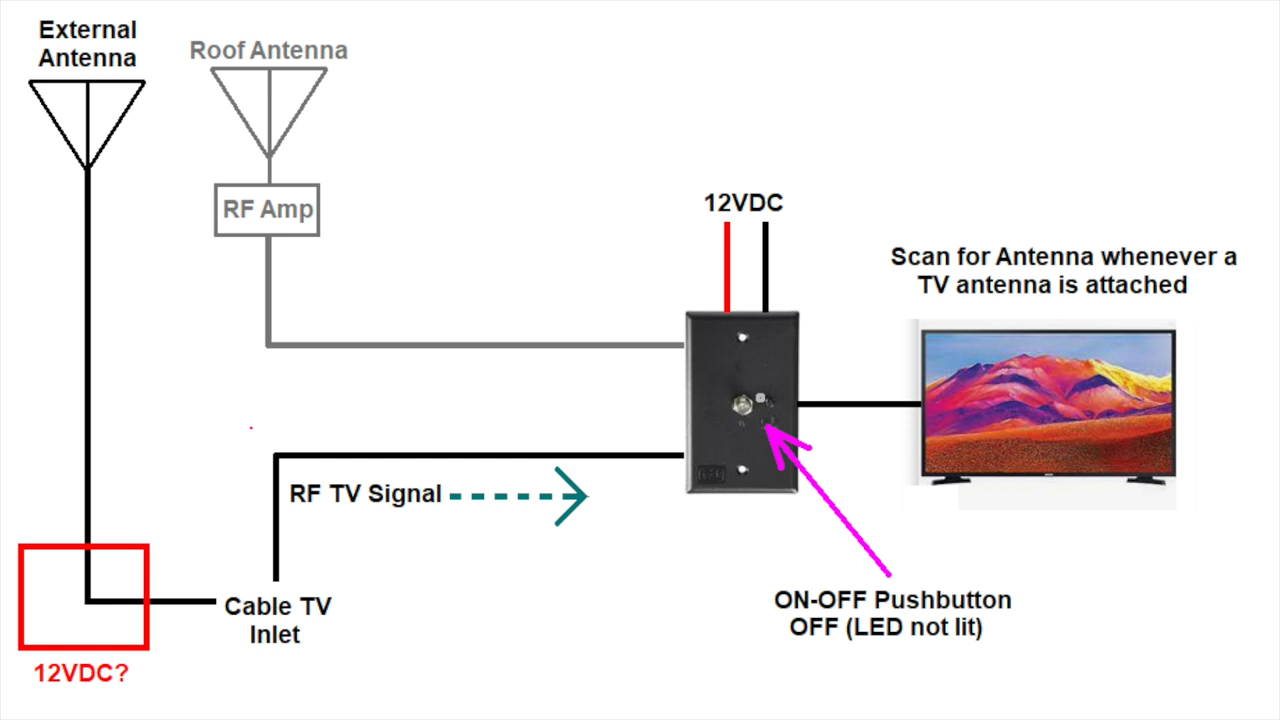 External
Antenna
Roof Antenna
RF Amp
12VDC
Scan for Antenna whenever a
TV antenna is attached
RF TV Signal
Cable TV
Inlet
12VDC?
ON-OFF Pushbutton
OFF (LED not lit)